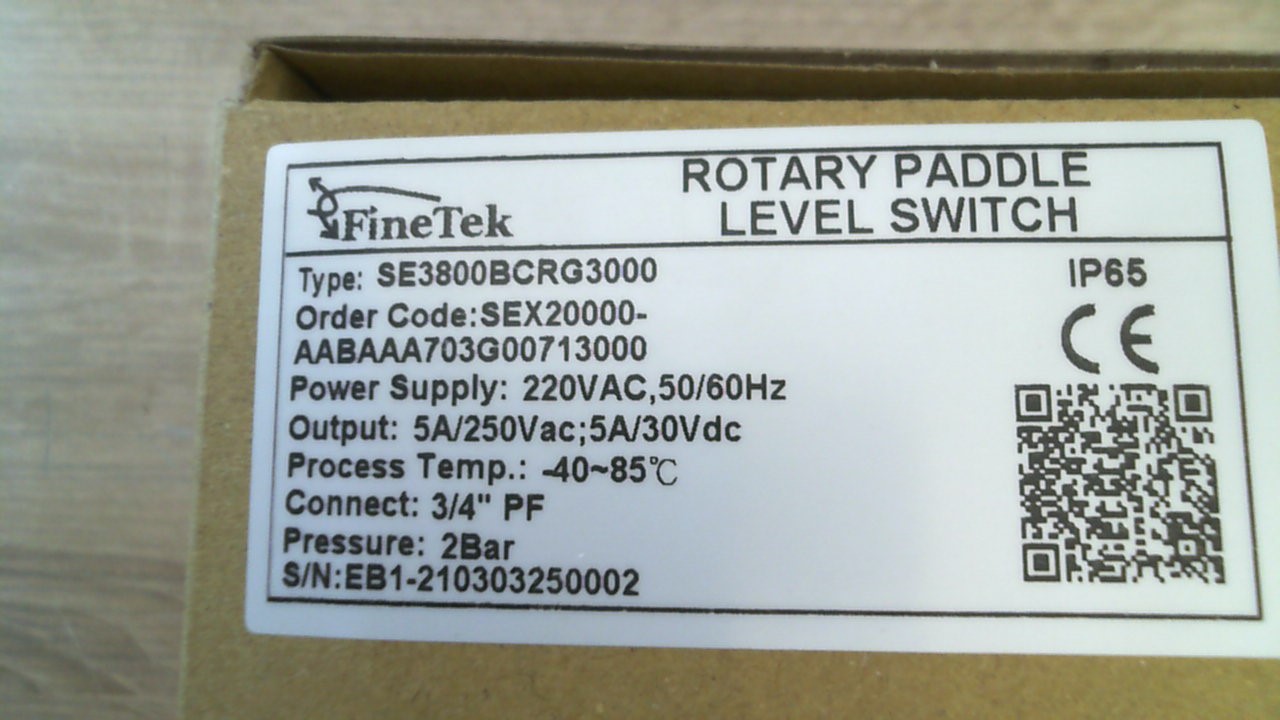 FineTek
ROTARY PADDLE
LEVEL SWITCH
Type: SE3800BCRG3000
IP65
Order Code:SEX20000-
AABAAA703G00713000
CE
Power Supply: 220VAC,50/60Hz
Output: 5A/250Vac;5A/30Vdc
Process Temp.: -40~85℃
Connect: 3/4" PF
Pressure: 2Bar
S/N:EB1-210303250002